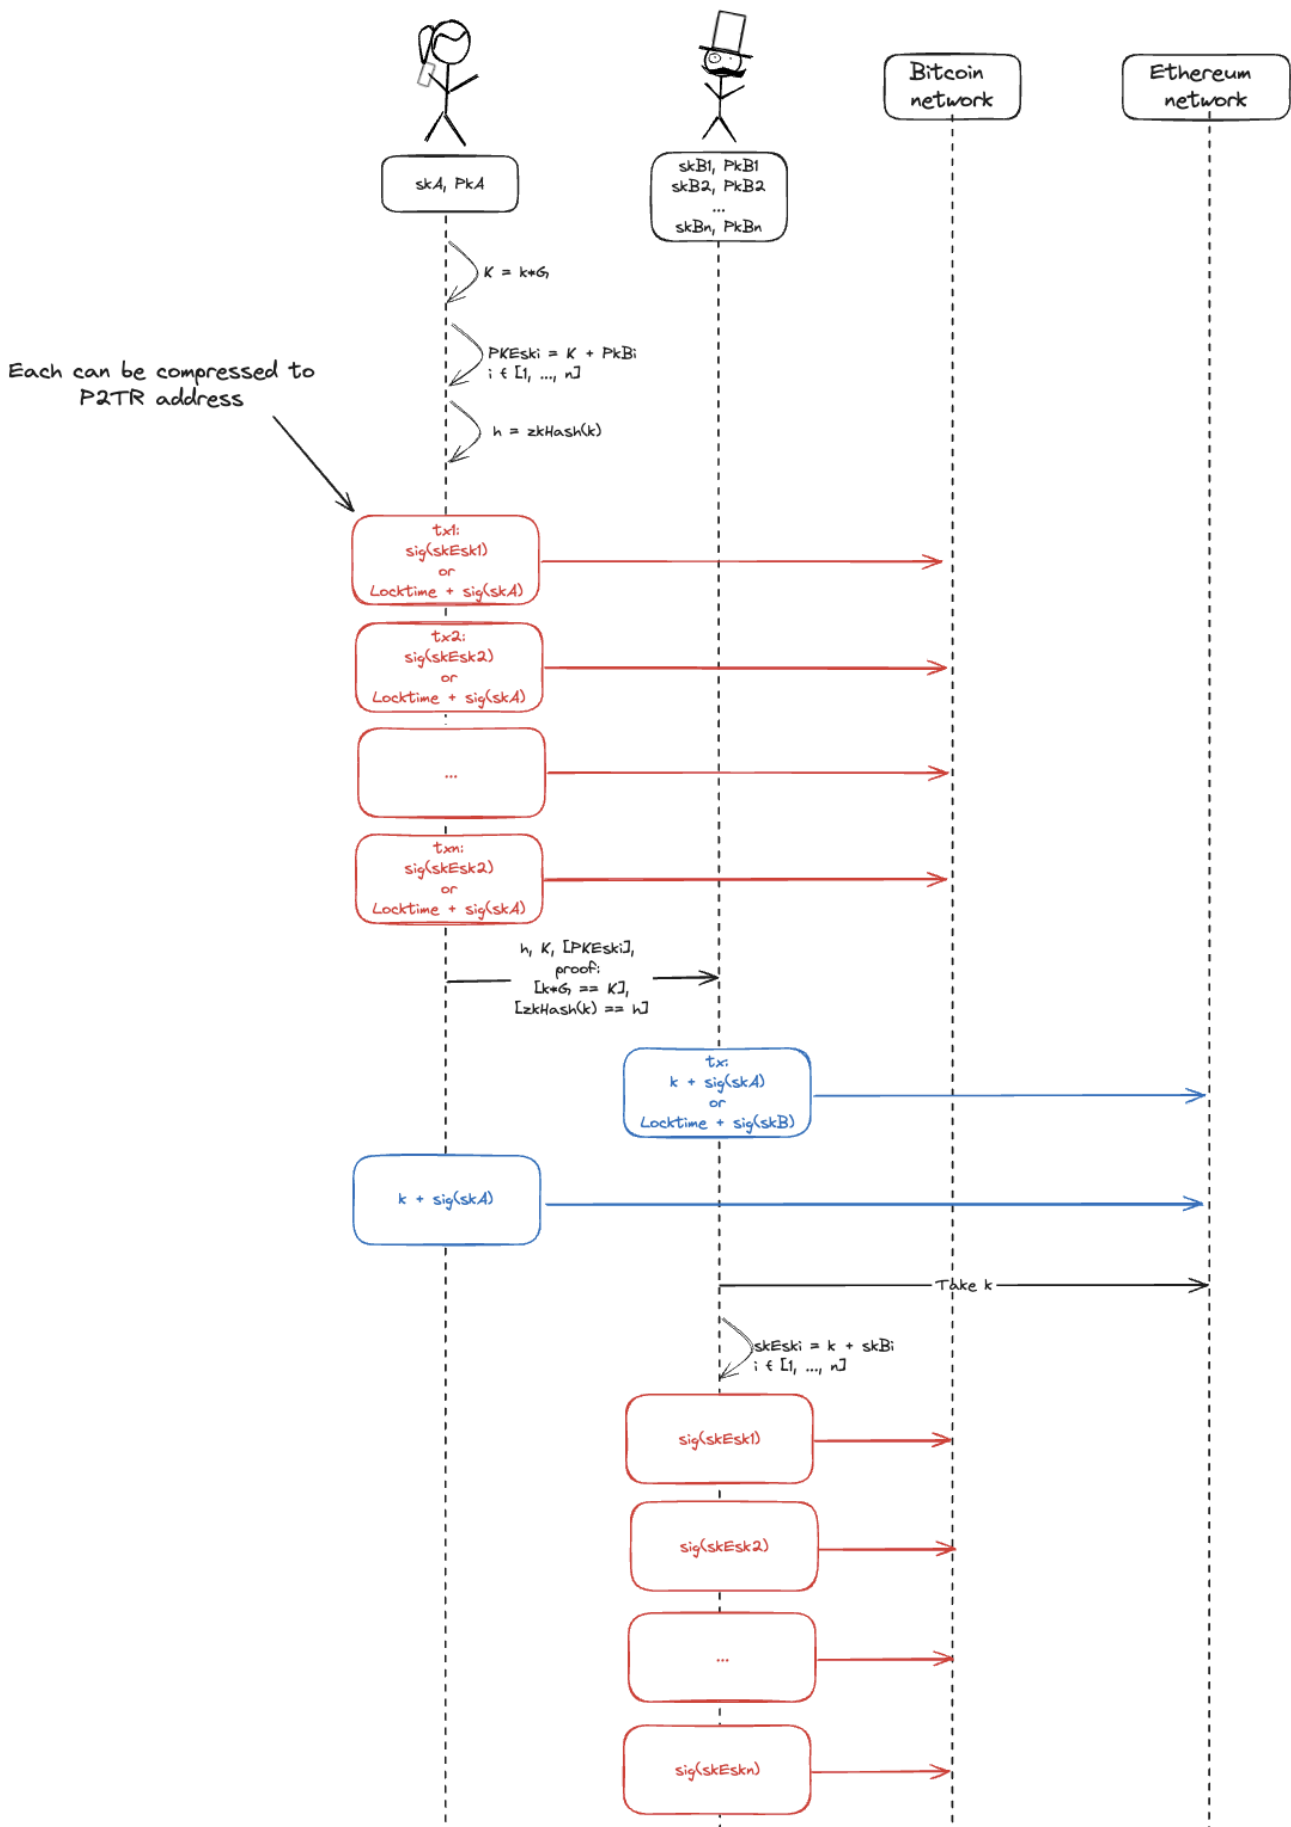 Bitcoin
network
Ethereum
network
skA, PkA
skB1, PkB1
skB2, PkB2
...
skBn, PkBn
K = k*G
PKEski = K + PkBi
i ∈ [1, ..., n]
Each can be compressed to
P2TR address
h = zkHash(k)
tx1:
sig(skEsk1)
or
Locktime + sig(skA)
tx2:
sig(skEsk2)
or
Locktime + sig(skA)
...
txn:
sig(skEsk2)
or
Locktime + sig(skA)
h, K, [PKEski],
proof:
[k*G == K],
[zkHash(k) == h]
tx:
k + sig(skA)
or
Locktime + sig(skB)
k + sig(skA)
Take k
skEski = k + skBi
i ∈ [1, ..., n]
sig(skEsk1)
sig(skEsk2)
...
sig(skEskn)